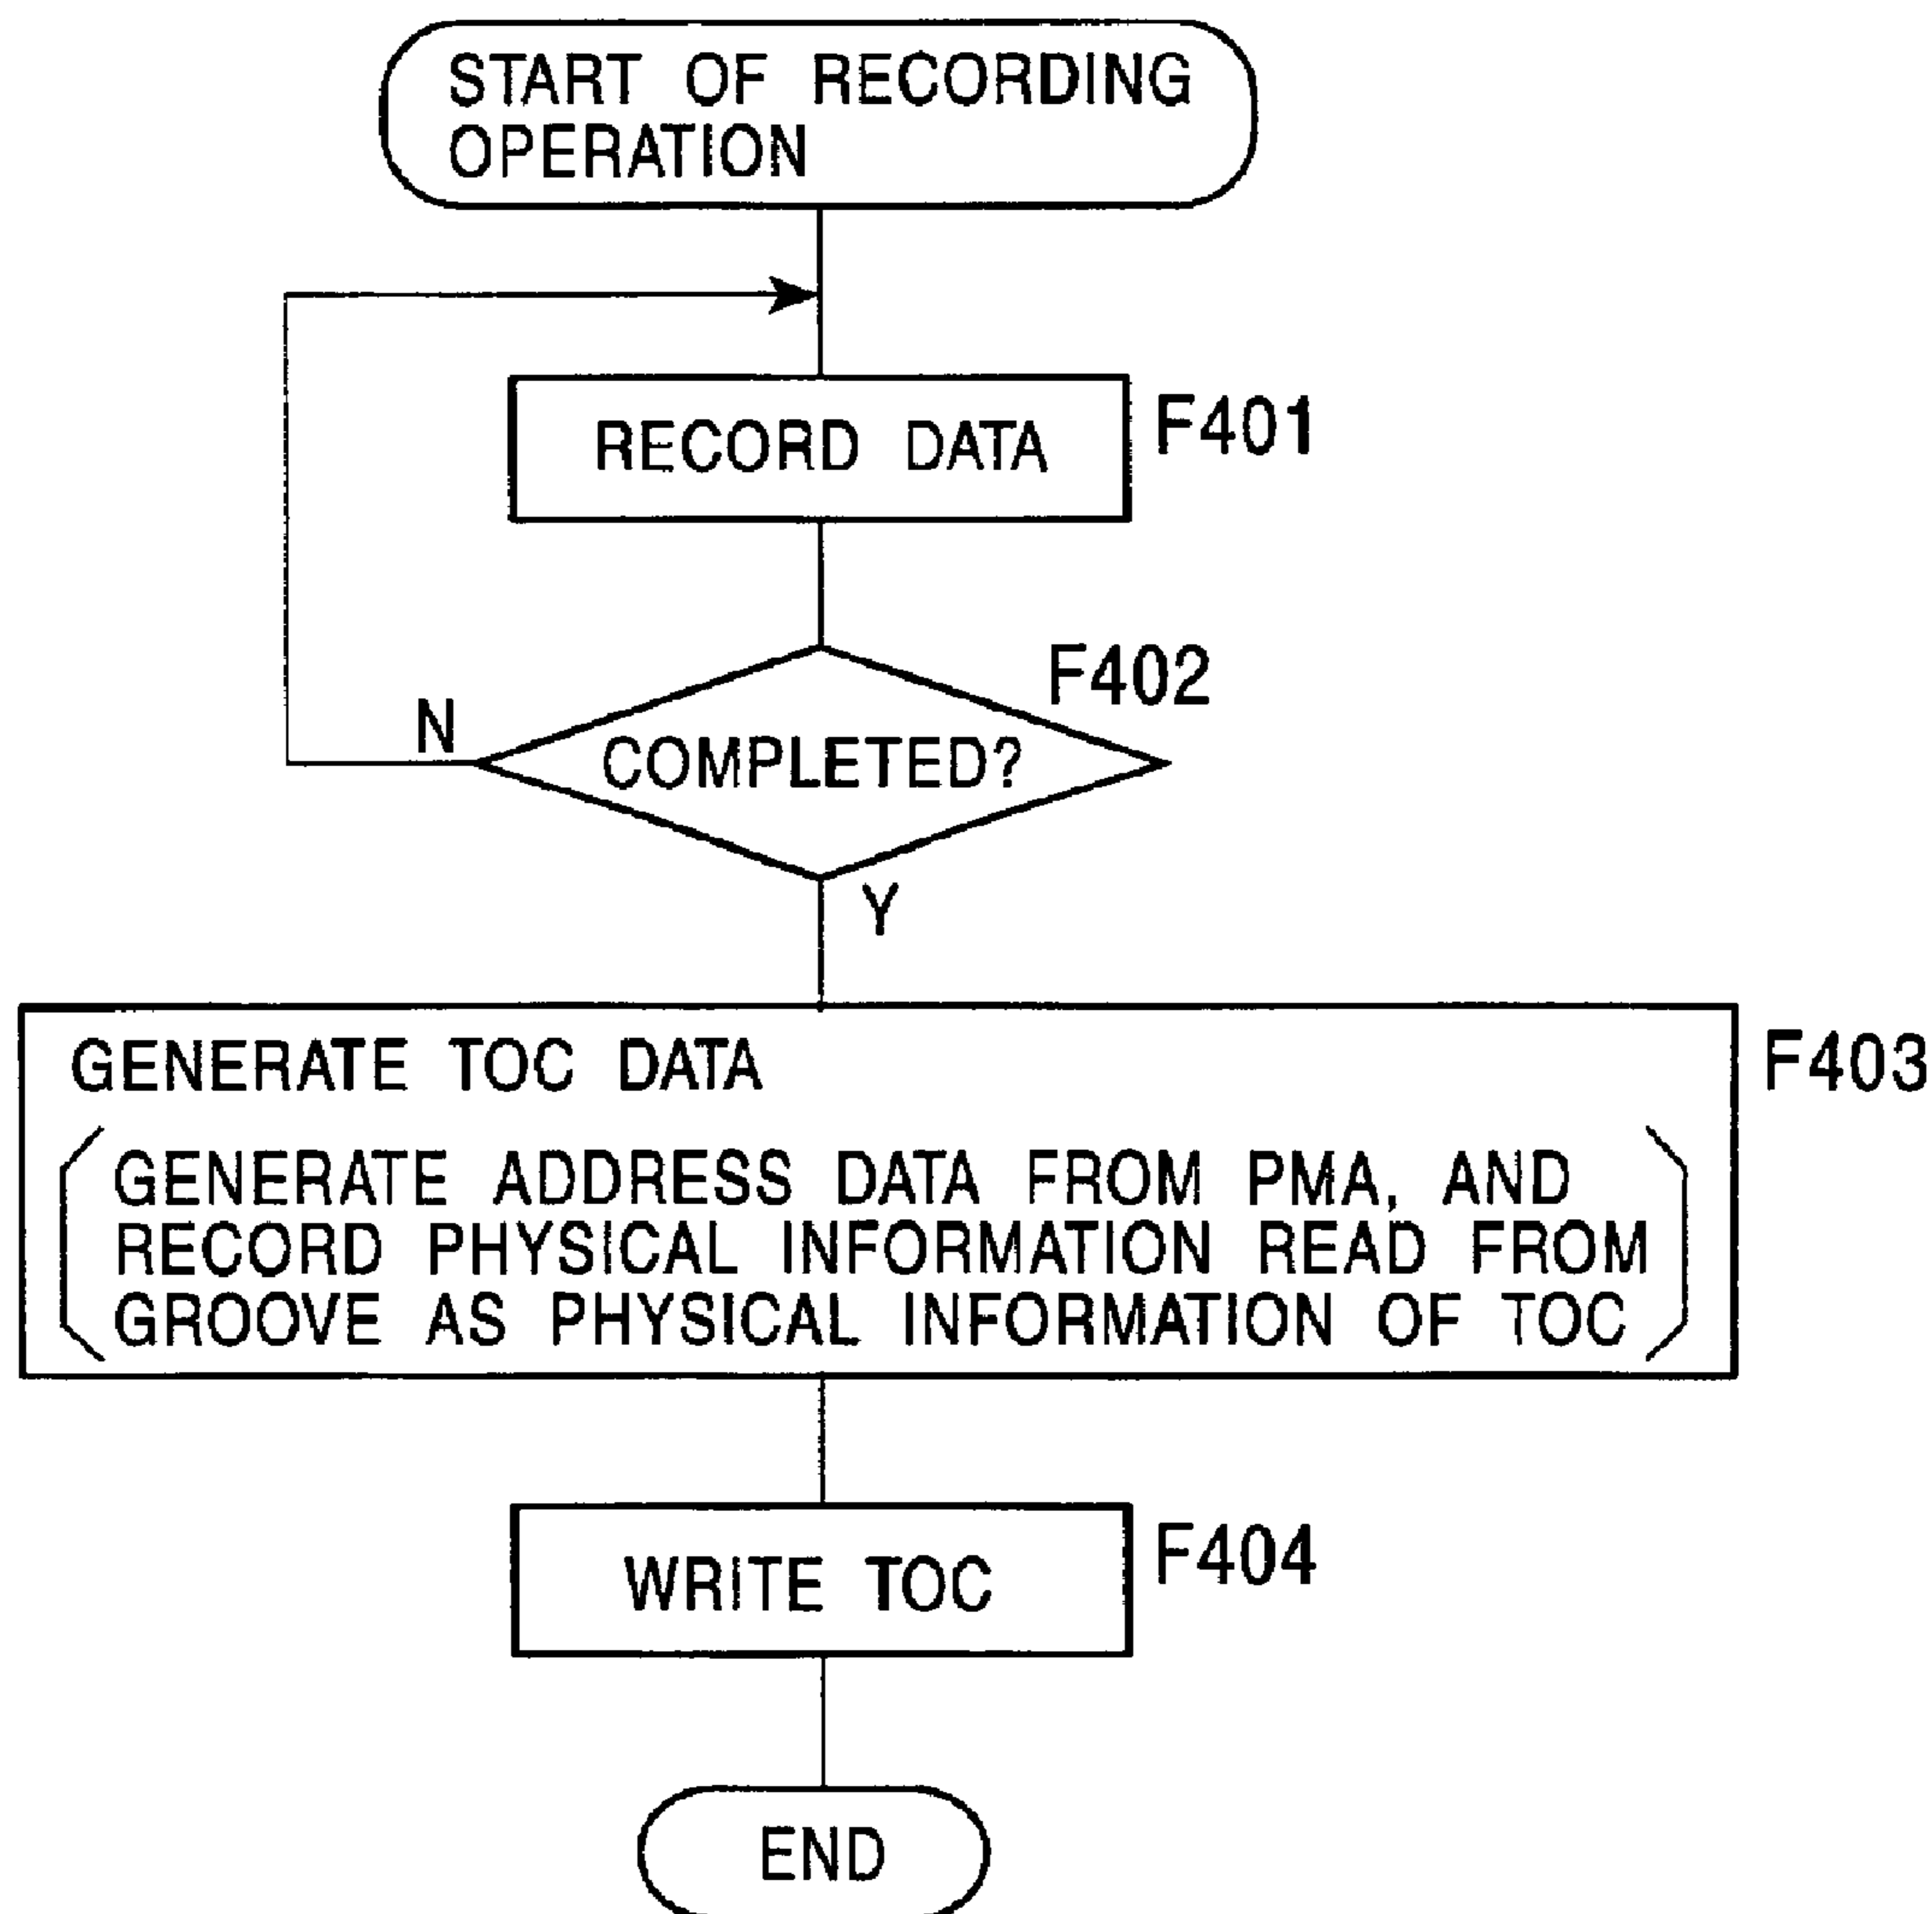 START OF RECORDING
OPERATION
RECORD DATA
F401
F402
N
COMPLETED?
Y
GENERATE TOC DATA
F403
GENERATE ADDRESS DATA FROM PMA, AND
RECORD PHYSICAL INFORMATION READ FROM
GROOVE AS PHYSICAL INFORMATION OF TOC
WRITE TOC
F404
END